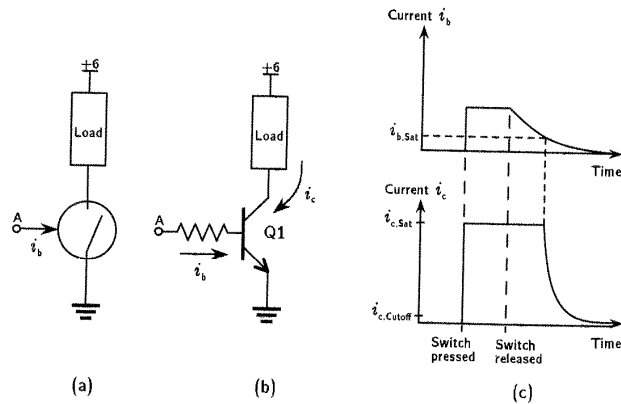 +6
Load
A
i_b
(a)
+6
Load
i_c
A
Q1
i_b
(b)
Current i_b
i_b,Sat
Time
Current i_c
i_c,Sat
i_c,Cutoff
Time
Switch
pressed
Switch
released
(c)